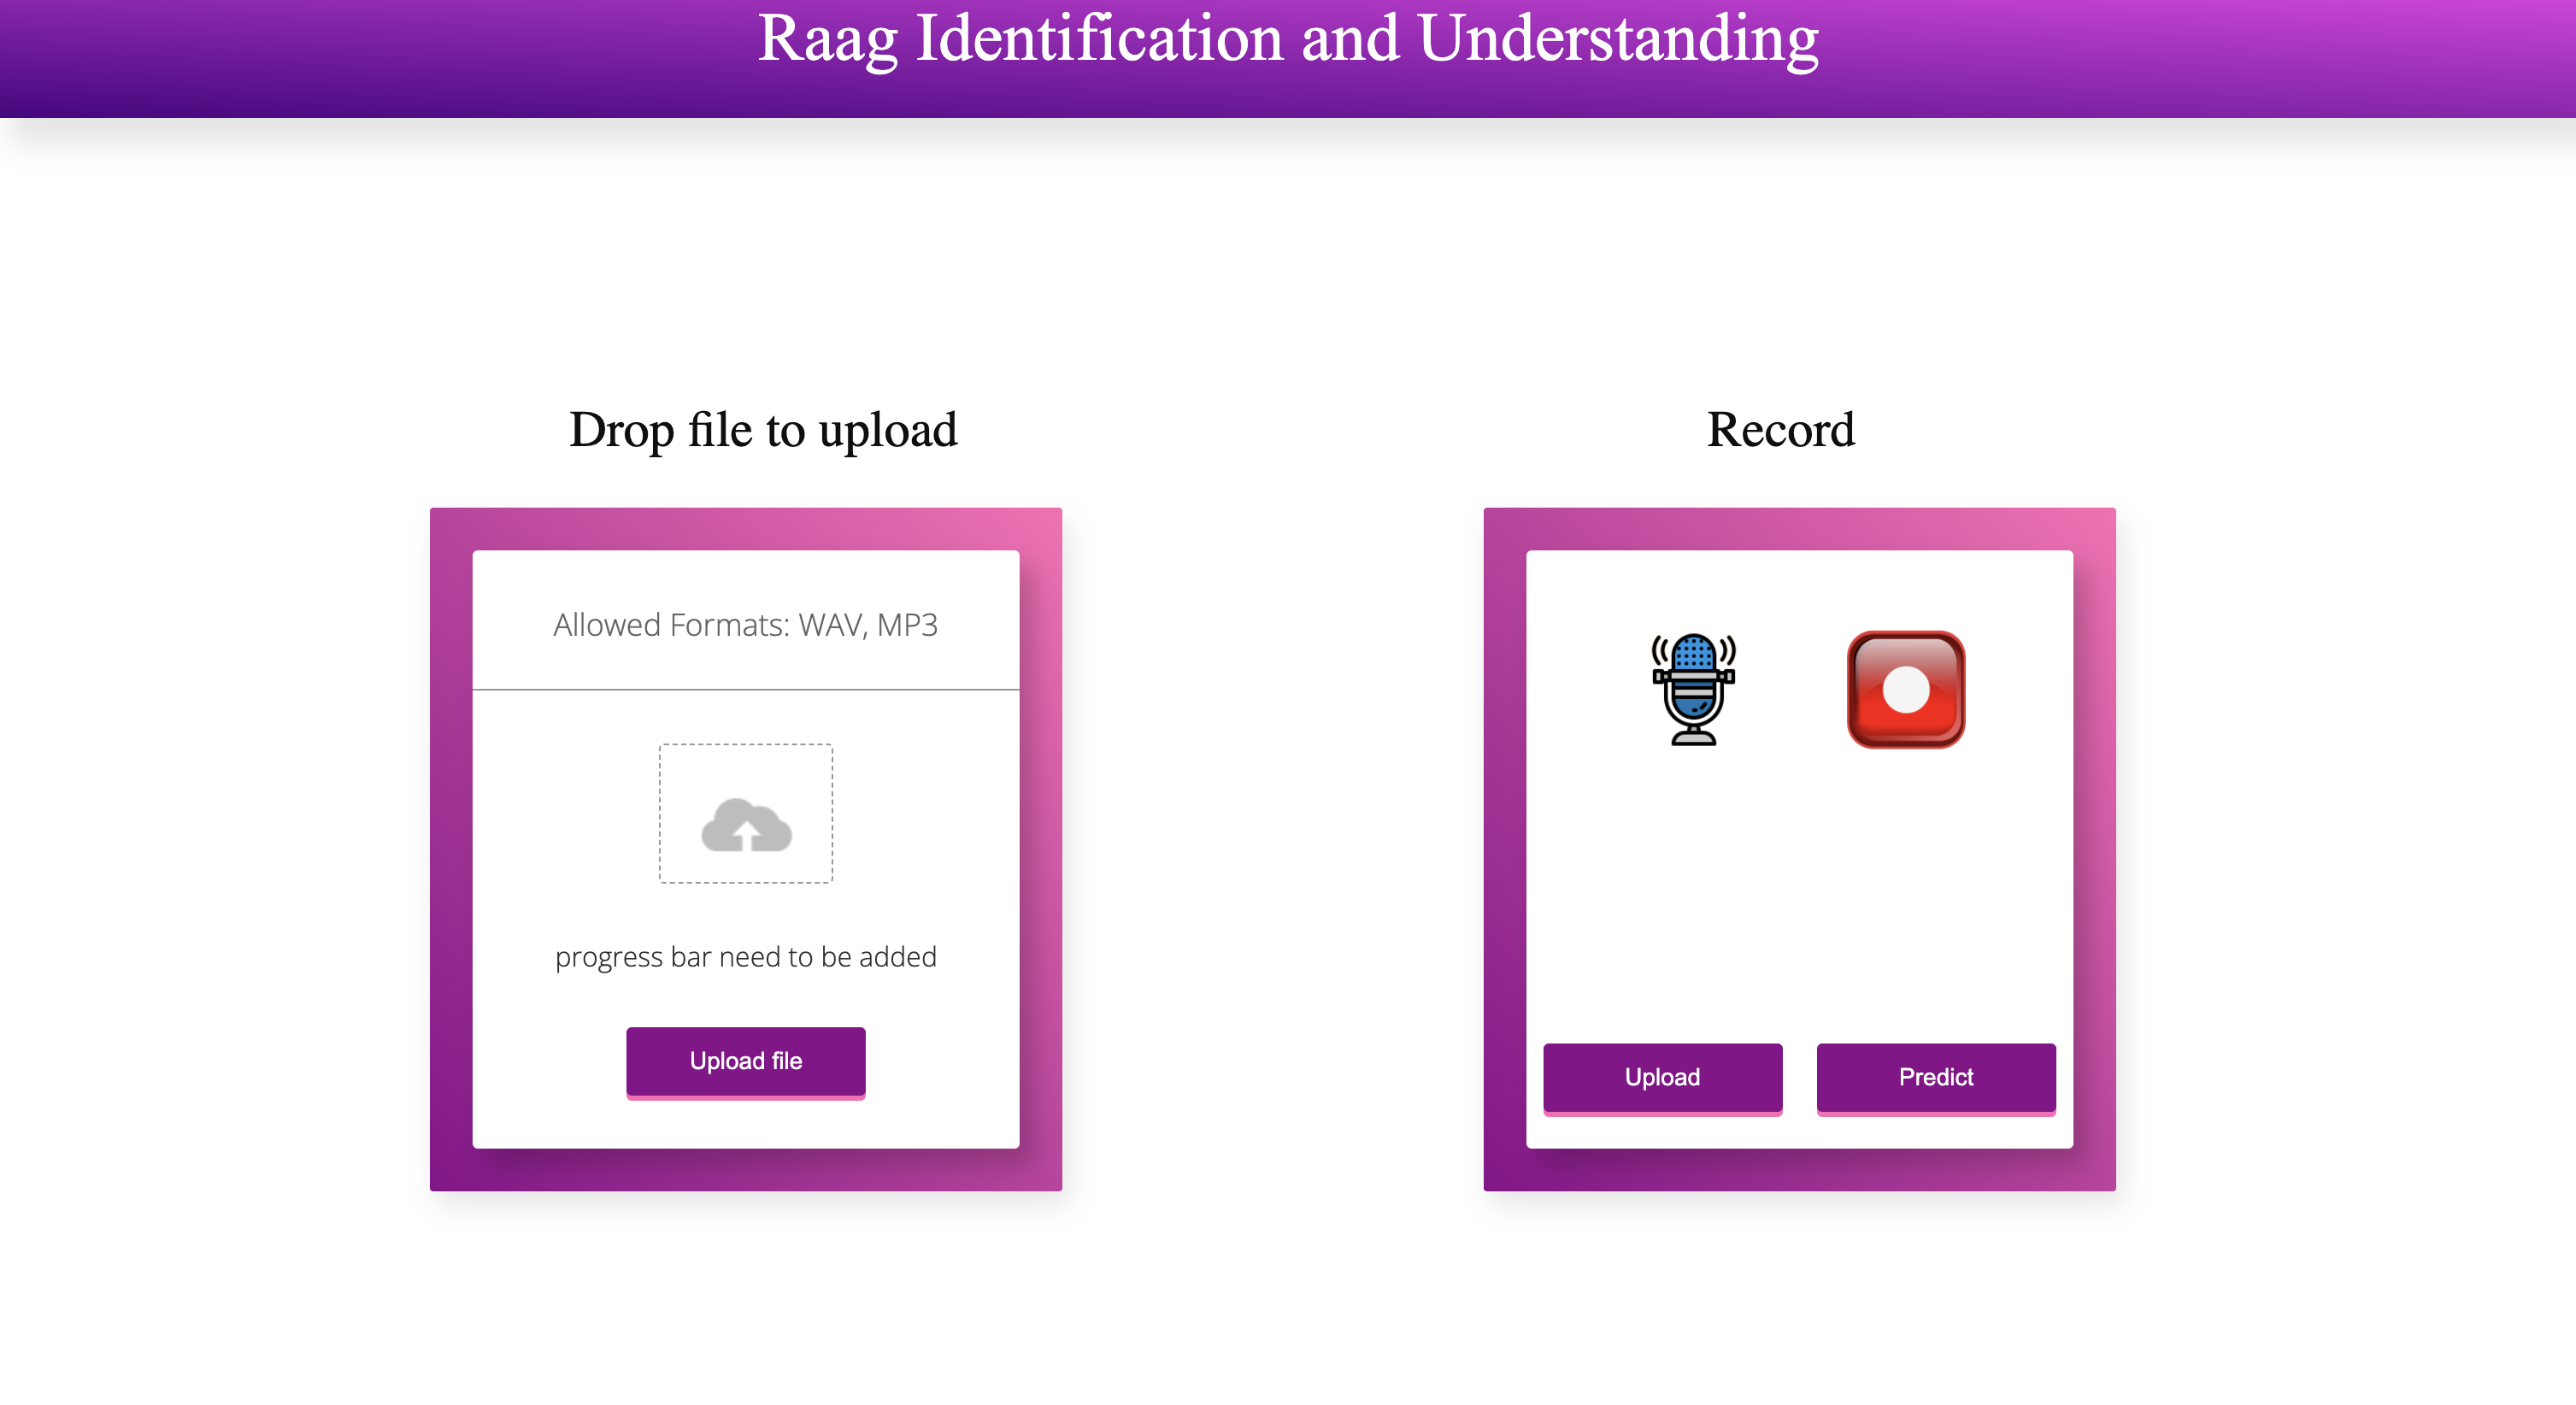 Raag Identification and Understanding
Drop file to upload
Allowed Formats: WAV, MP3
progress bar need to be added
Upload file
Record
Upload
Predict